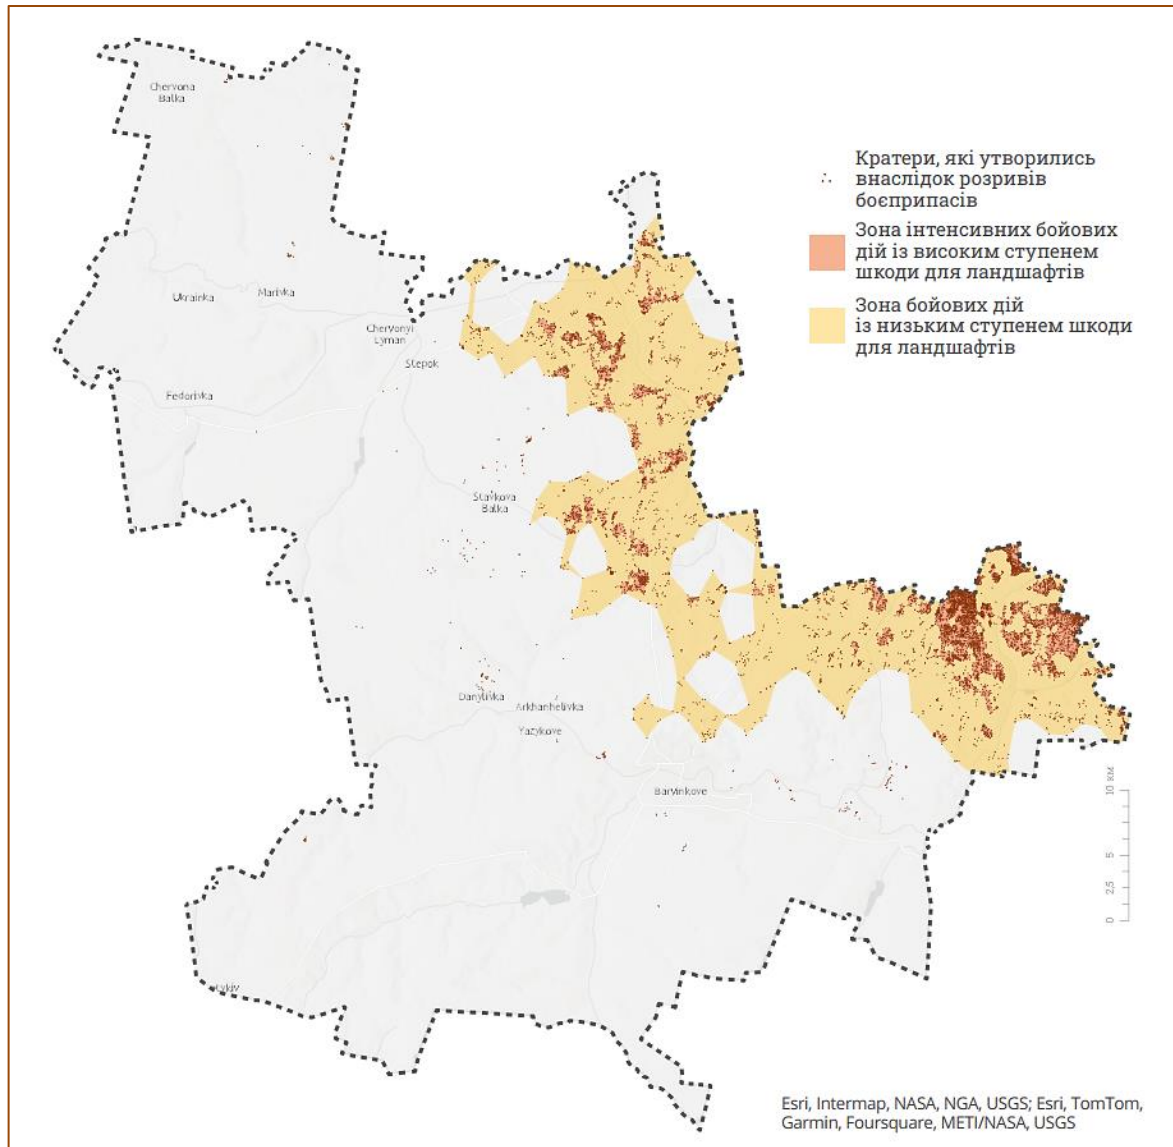 Chervona
Balka
Кратери, які утворились
внаслідок розривів
боєприпасів
Зона інтенсивних бойових
дій із високим ступенем
шкоди для ландшафтів
Зона бойових дій
із низьким ступенем шкоди
для ландшафтів
Ukrainka
Marivka
Chervonyi
Lyman
Stepok
Fedorivka
Stavkova
Balka
Danylivka
Arkhanhelivka
Yazykove
Barvinkove
10 КМ
5
2,5
0
Esri, Intermap, NASA, NGA, USGS; Esri, TomTom,
Garmin, Foursquare, METI/NASA, USGS